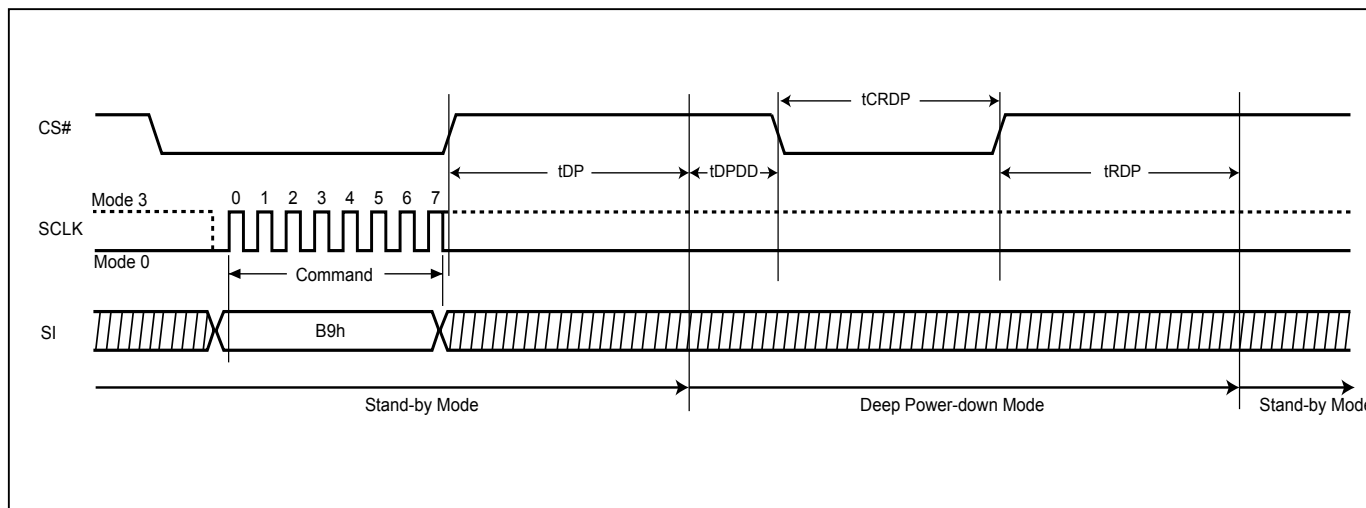 tCRDP
CS#
tDP
tDPDD
tRDP
Mode 3
0 1 2 3 4 5 6 7
SCLK
Mode 0
Command
SI
B9h
Stand-by Mode
Deep Power-down Mode
Stand-by Mode